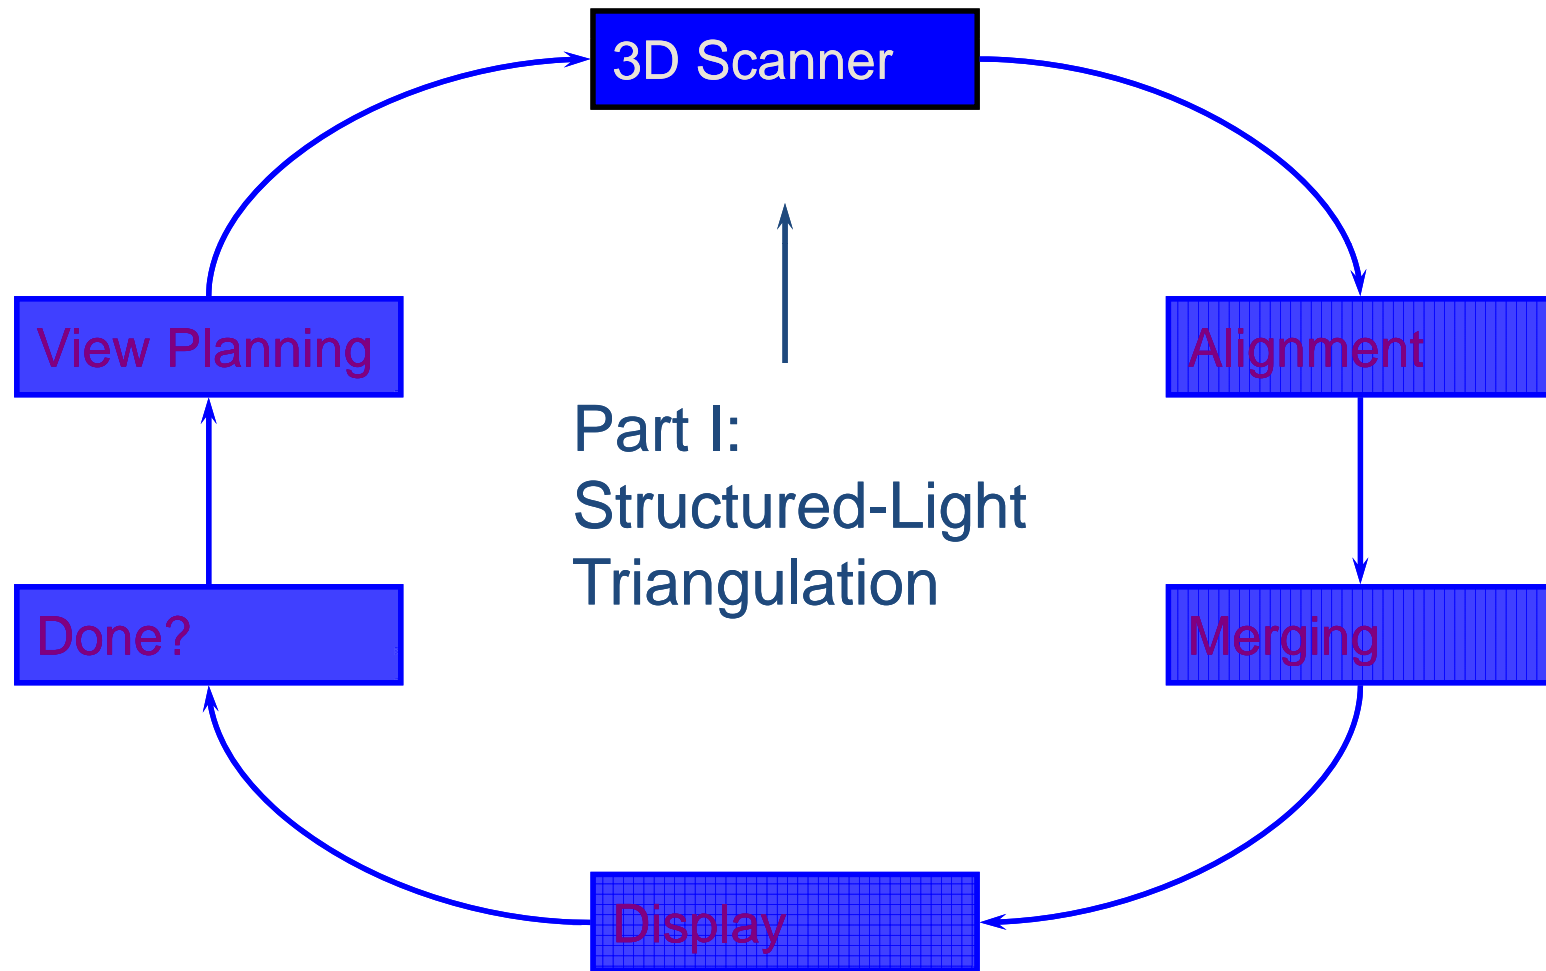 3D Scanner
View Planning
Alignment
Part I:
Structured-Light
Triangulation
Done?
Merging
Display